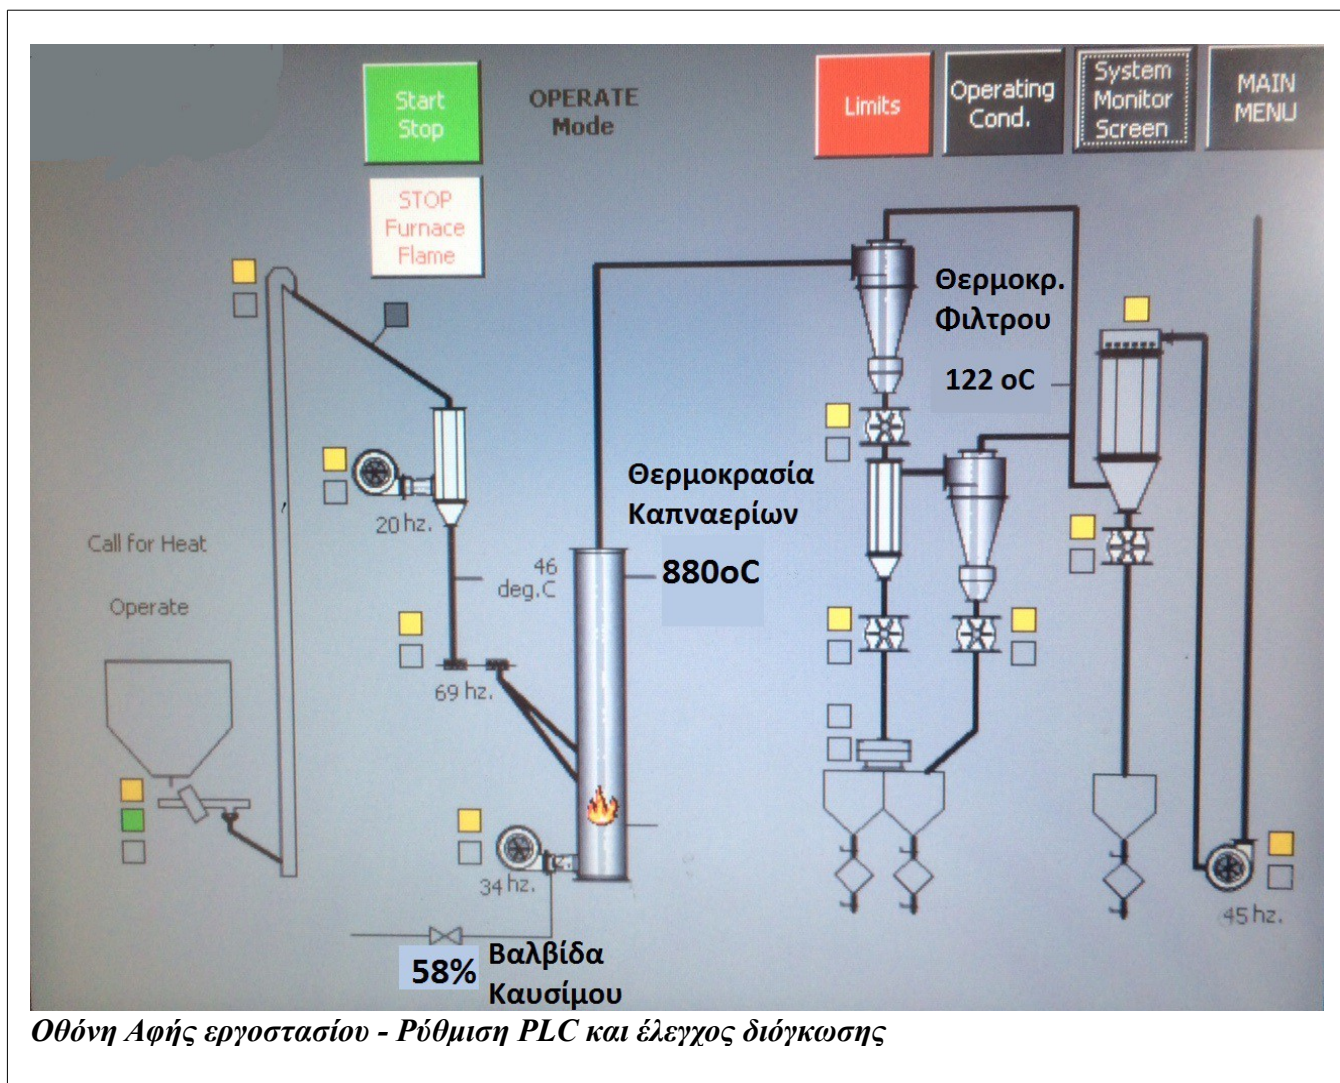 Start
Stop
OPERATE
Mode
Limits
Operating
Cond.
System
Monitor
Screen
MAIN
MENU
STOP
Furnace
Flame
Θερμοκρ.
Φιλτρου
122 οC
Θερμοκρασία
Καπναερίων
880οC
20 hz.
Call for Heat
46
deg.C
Operate
69 hz.
34 hz.
z.
45 hz.
58%
Βαλβίδα
Καυσίμου
Οθόνη Αφής εργοστασίου - Ρύθμιση PLC και έλεγχος διόγκωσης